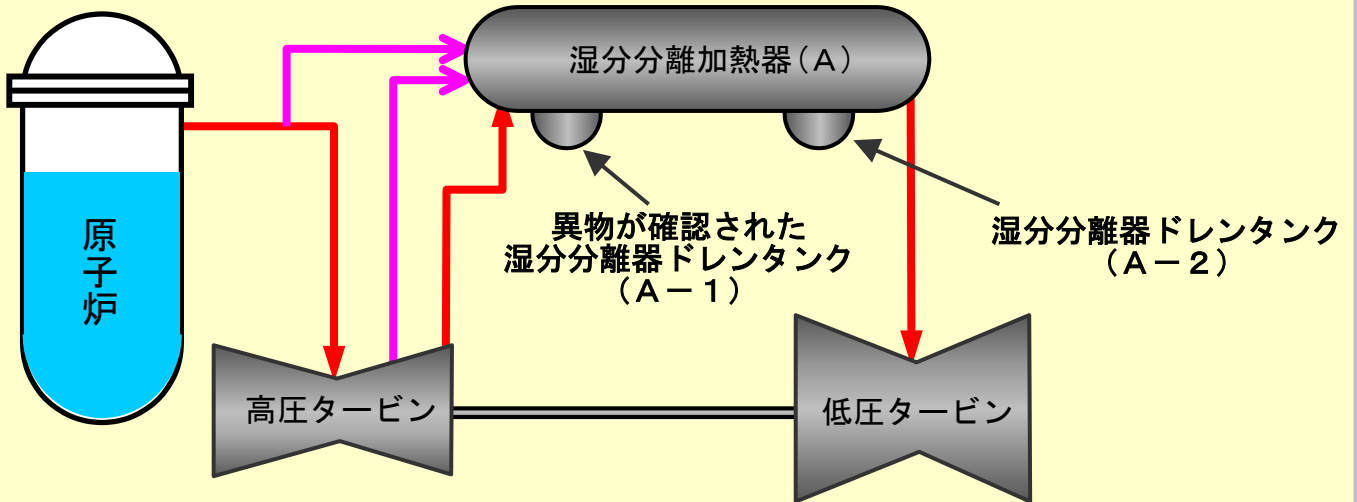 湿分分離加熱器(A)
原子炉
異物が確認された
湿分分離器ドレンタンク
(A-1)
湿分分離器ドレンタンク
(A-2)
高圧タービン
低圧タービン